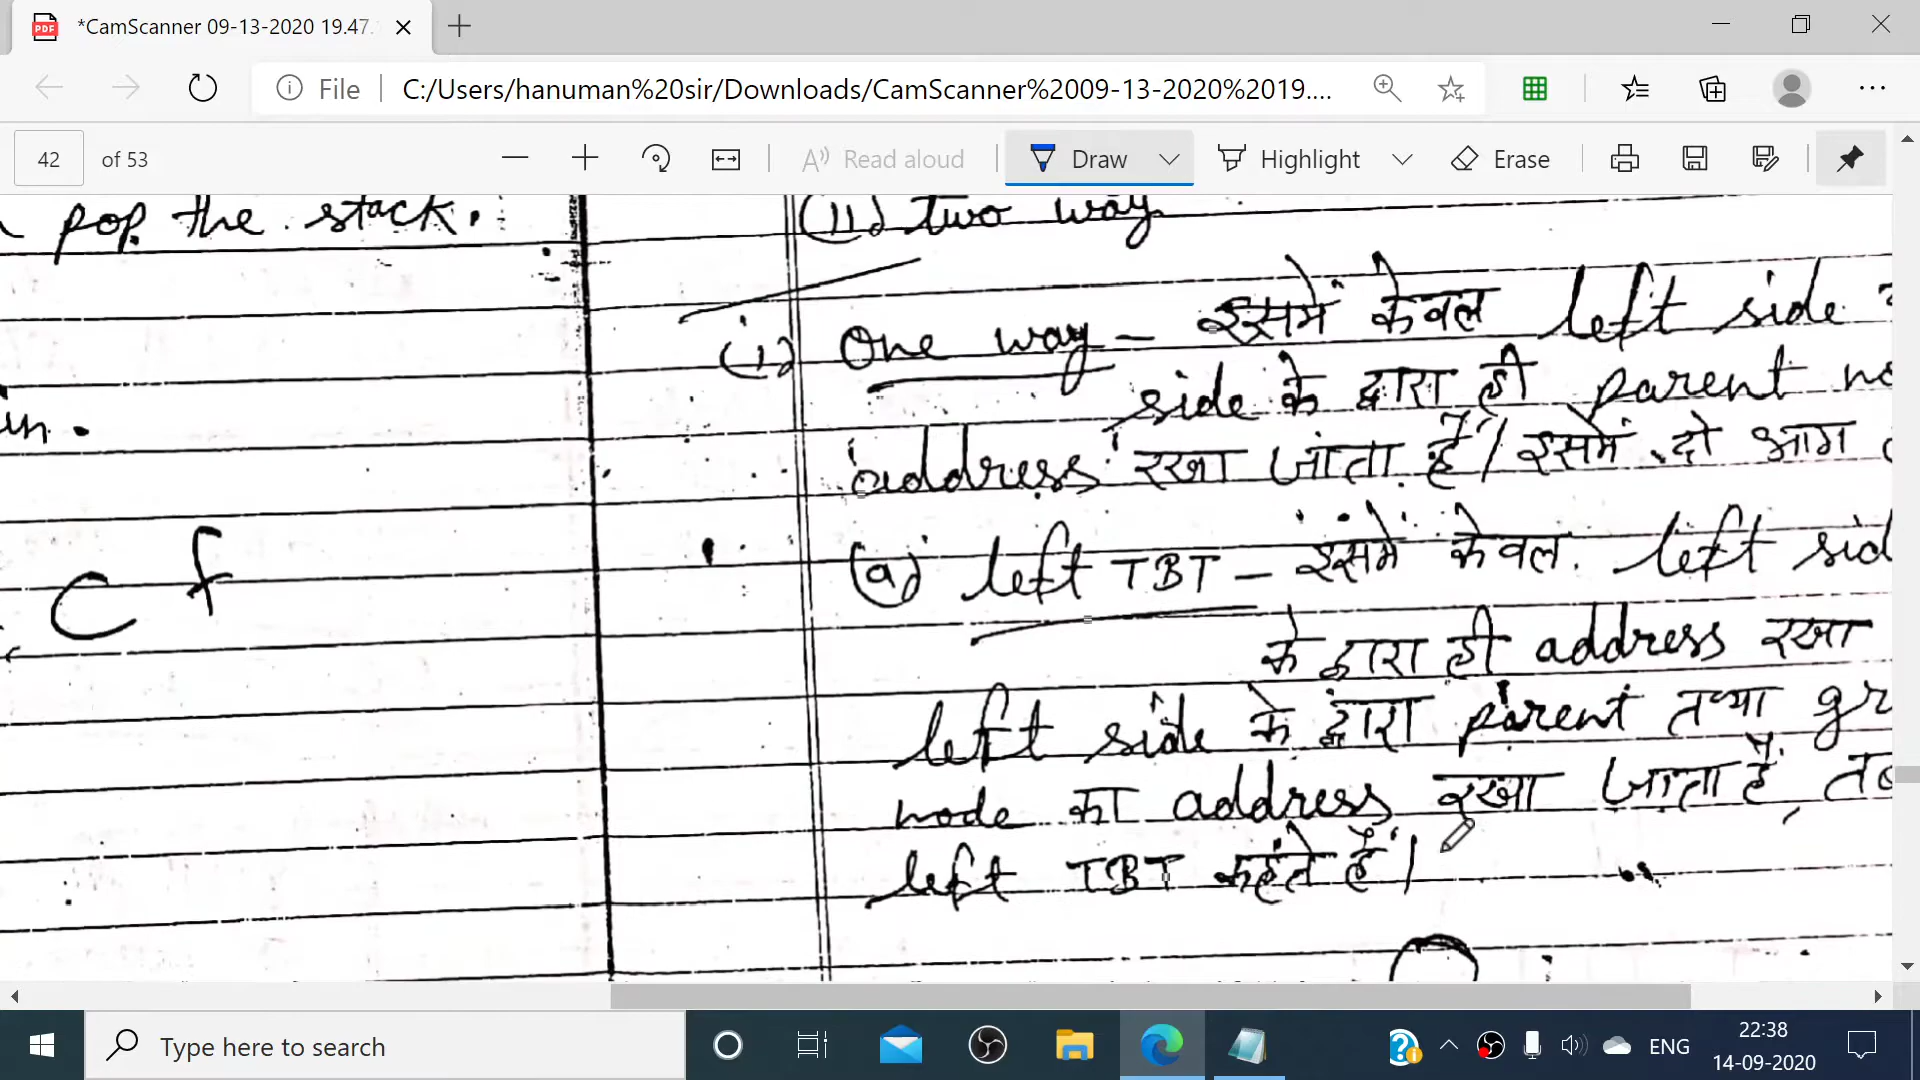 *CamScanner 09-13-2020 19.47.
File
C:/Users/hanuman%20sir/Downloads/CamScanner%2009-13-2020%2019....
42 of 53
Read aloud
Draw
Highlight
Erase
pop the stack.
(ii) two way
(i) One way - इसमें केवल left side
side के द्वारा ही parent
address रखा जाता है। इसमें दो भाग
(a) left TBT - इसमें केवल left sid
के द्वारा ही address रखा
left side के द्वारा parent तथा gr
node का address रखा जाता है,
left TBT कहते हैं।
c f
Type here to search
ENG
22:38
14-09-2020